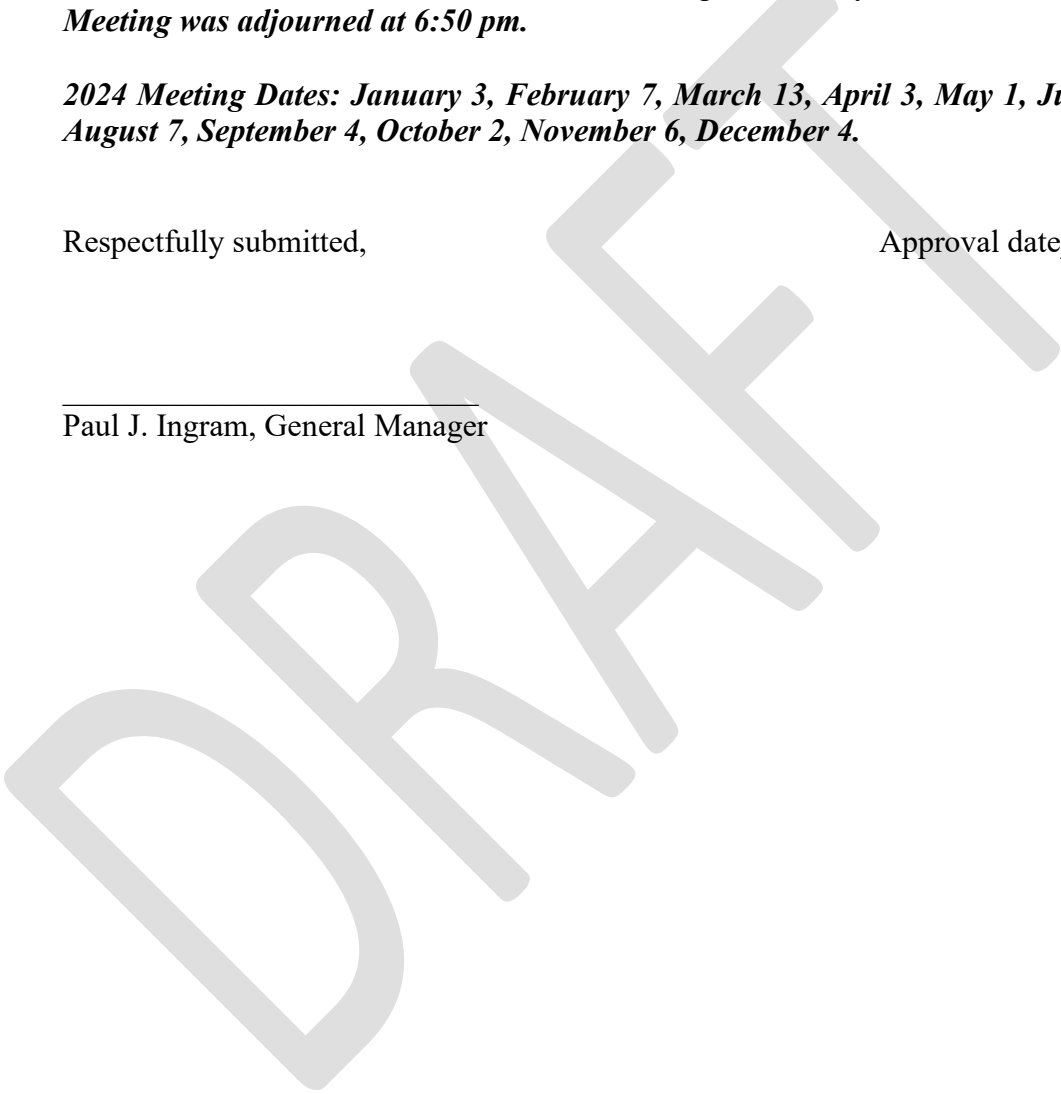 Meeting was adjourned at 6:50 pm.
2024 Meeting Dates: January 3, February 7, March 13, April 3, May 1,
August 7, September 4, October 2, November 6, December 4.
Respectfully submitted, Approval date
Paul J. Ingram, General Manager
DRAFT